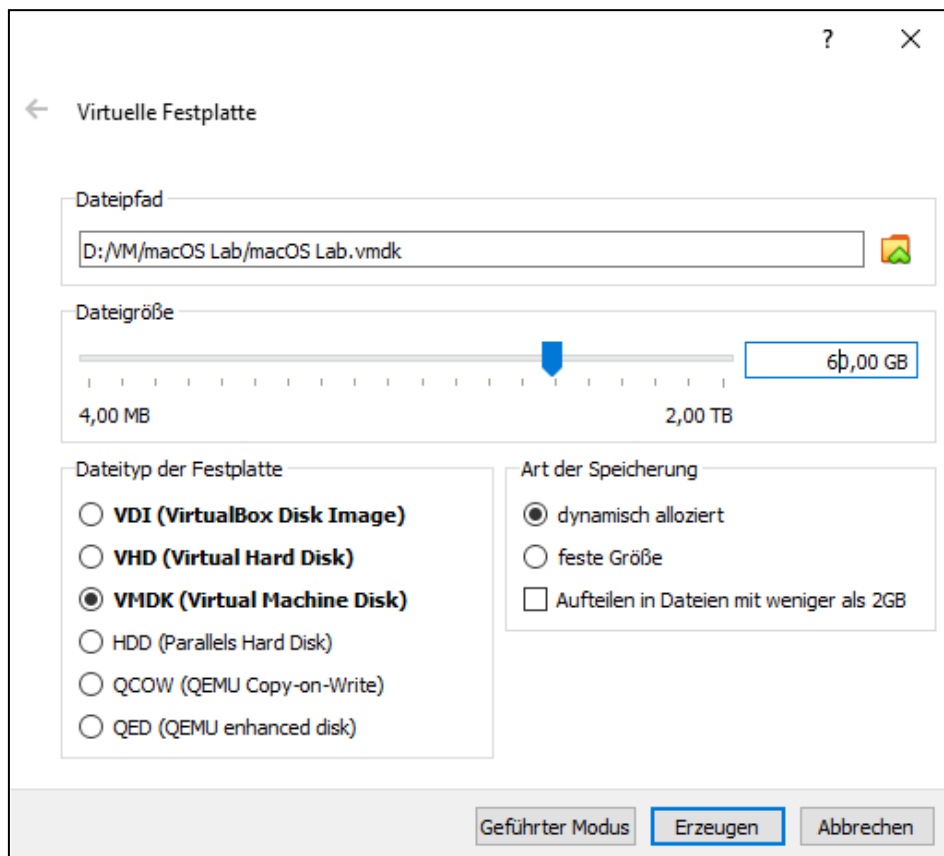 ?
Virtuelle Festplatte
Dateipfad
D:/VM/macOS Lab/macOS Lab.vmdk
Dateigröße
60,00 GB
4,00 MB 2,00 TB
Dateityp der Festplatte
VDI (VirtualBox Disk Image)
VHD (Virtual Hard Disk)
VMDK (Virtual Machine Disk)
HDD (Parallels Hard Disk)
QCOW (QEMU Copy-on-Write)
QED (QEMU enhanced disk)
Art der Speicherung
dynamisch alloziert
feste Größe
Aufteilen in Dateien mit weniger als 2GB
Geführter Modus Erzeugen Abbrechen